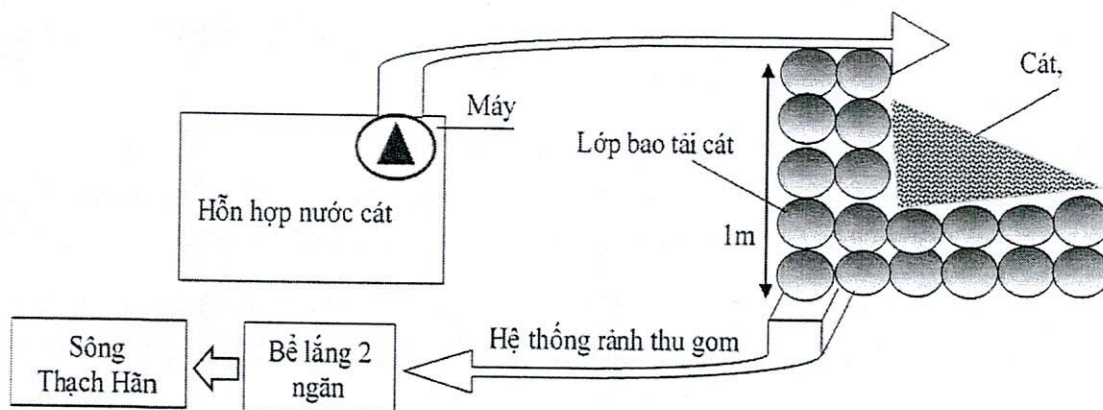 Cát,
Máy
Lớp bao tải cát
Hỗn hợp nước cát
1m
Hệ thống rảnh thu gom
Sông
Thạch Hãn
Bể lắng 2
ngăn